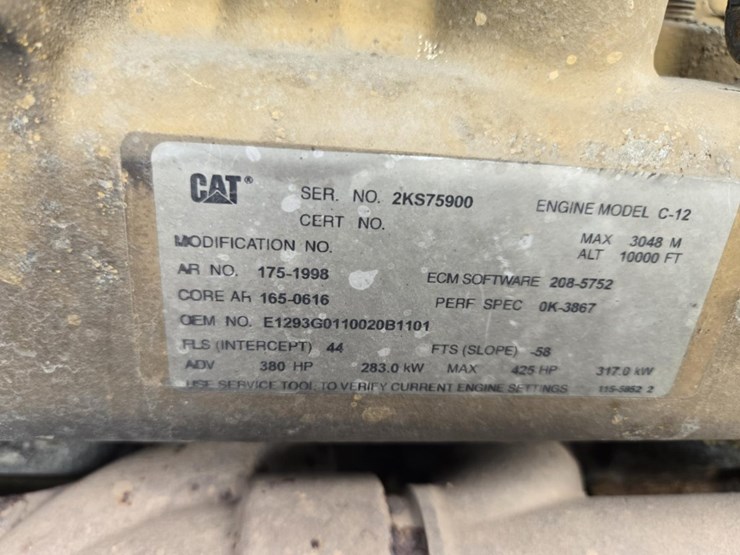 CAT® SER. NO. 2KS75900 ENGINE MODEL C-12
CERT NO.
MODIFICATION NO. MAX 3048 M
ALT 10000 FT
AR NO. 175-1998 ECM SOFTWARE 208-5752
CORE AR 165-0616 PERF SPEC 0K-3867
OEM NO. E1293G0110020B1101
FLS (INTERCEPT) 44 FTS (SLOPE) -58
ADV 380 HP 283.0 kW MAX 425 HP 317.0 kW
USE SERVICE TOOL TO VERIFY CURRENT ENGINE SETTINGS 115-5852 2